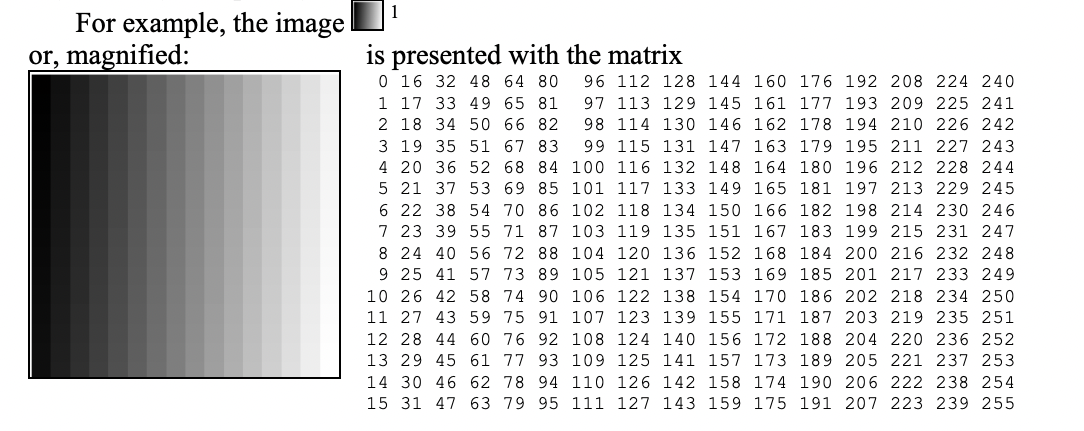 For example, the image 1
or, magnified: is presented with the matrix
0 16 32 48 64 80 96 112 128 144 160 176 192 208 224 240
1 17 33 49 65 81 97 113 129 145 161 177 193 209 225 241
2 18 34 50 66 82 98 114 130 146 162 178 194 210 226 242
3 19 35 51 67 83 99 115 131 147 163 179 195 211 227 243
4 20 36 52 68 84 100 116 132 148 164 180 196 212 228 244
5 21 37 53 69 85 101 117 133 149 165 181 197 213 229 245
6 22 38 54 70 86 102 118 134 150 166 182 198 214 230 246
7 23 39 55 71 87 103 119 135 151 167 183 199 215 231 247
8 24 40 56 72 88 104 120 136 152 168 184 200 216 232 248
9 25 41 57 73 89 105 121 137 153 169 185 201 217 233 249
10 26 42 58 74 90 106 122 138 154 170 186 202 218 234 250
11 27 43 59 75 91 107 123 139 155 171 187 203 219 235 251
12 28 44 60 76 92 108 124 140 156 172 188 204 220 236 252
13 29 45 61 77 93 109 125 141 157 173 189 205 221 237 253
14 30 46 62 78 94 110 126 142 158 174 190 206 222 238 254
15 31 47 63 79 95 111 127 143 159 175 191 207 223 239 255